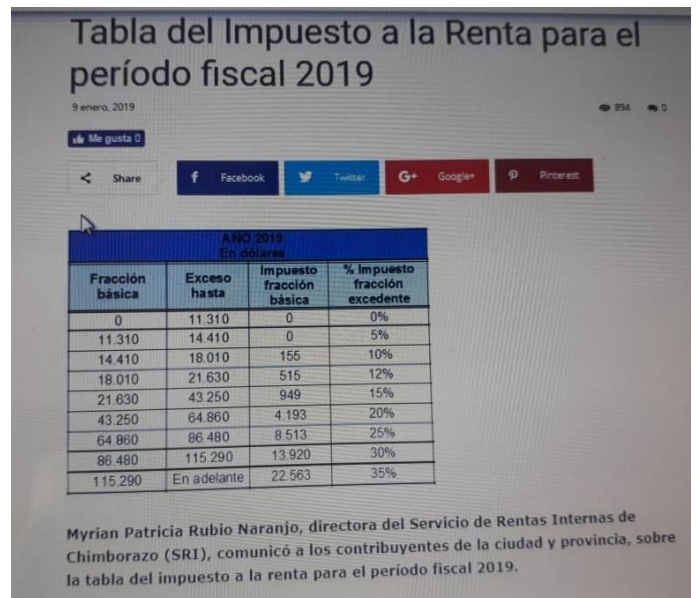 Tabla del Impuesto a la Renta para el
período fiscal 2019
9 enero, 2019 894 0
Me gusta 0
Share Facebook Twitter G+ Google+ Pinterest
AÑO 2019
En dólares
Fracción básica Exceso hasta Impuesto fracción básica % Impuesto fracción excedente
0 11.310 0 0%
11.310 14.410 0 5%
14.410 18.010 155 10%
18.010 21.630 515 12%
21.630 43.250 949 15%
43.250 64.860 4.193 20%
64.860 86.480 8.513 25%
86.480 115.290 13.920 30%
115.290 En adelante 22.563 35%
Myrian Patricia Rubio Naranjo, directora del Servicio de Rentas Internas de
Chimborazo (SRI), comunicó a los contribuyentes de la ciudad y provincia, sobre
la tabla del impuesto a la renta para el período fiscal 2019.